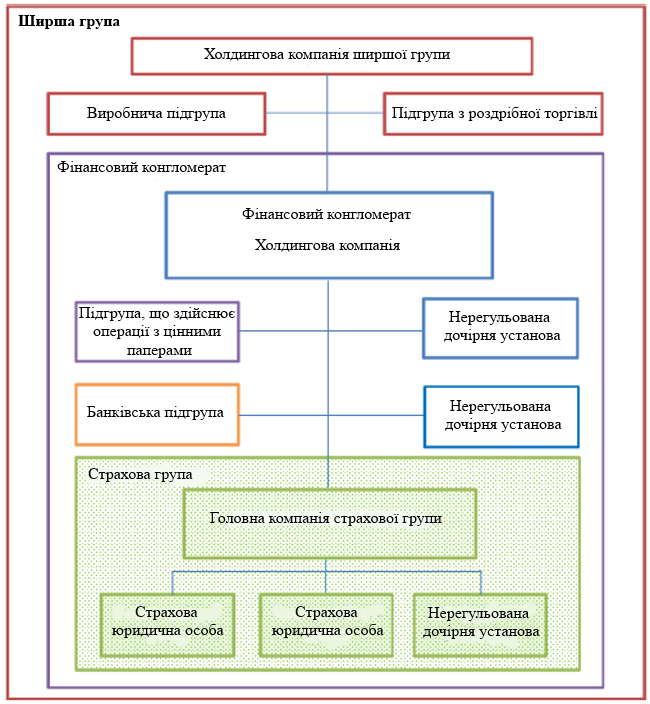 Ширша група
Холдингова компанія ширшої групи
Виробнича підгрупа
Підгрупа з роздрібної торгівлі
Фінансовий конгломерат
Фінансовий конгломерат
Холдингова компанія
Підгрупа, що здійснює
операції з цінними
паперами
Нерегульована
дочірня установа
Банківська підгрупа
Нерегульована
дочірня установа
Страхова група
Головна компанія страхової групи
Страхова
юридична особа
Страхова
юридична особа
Нерегульована
дочірня установа